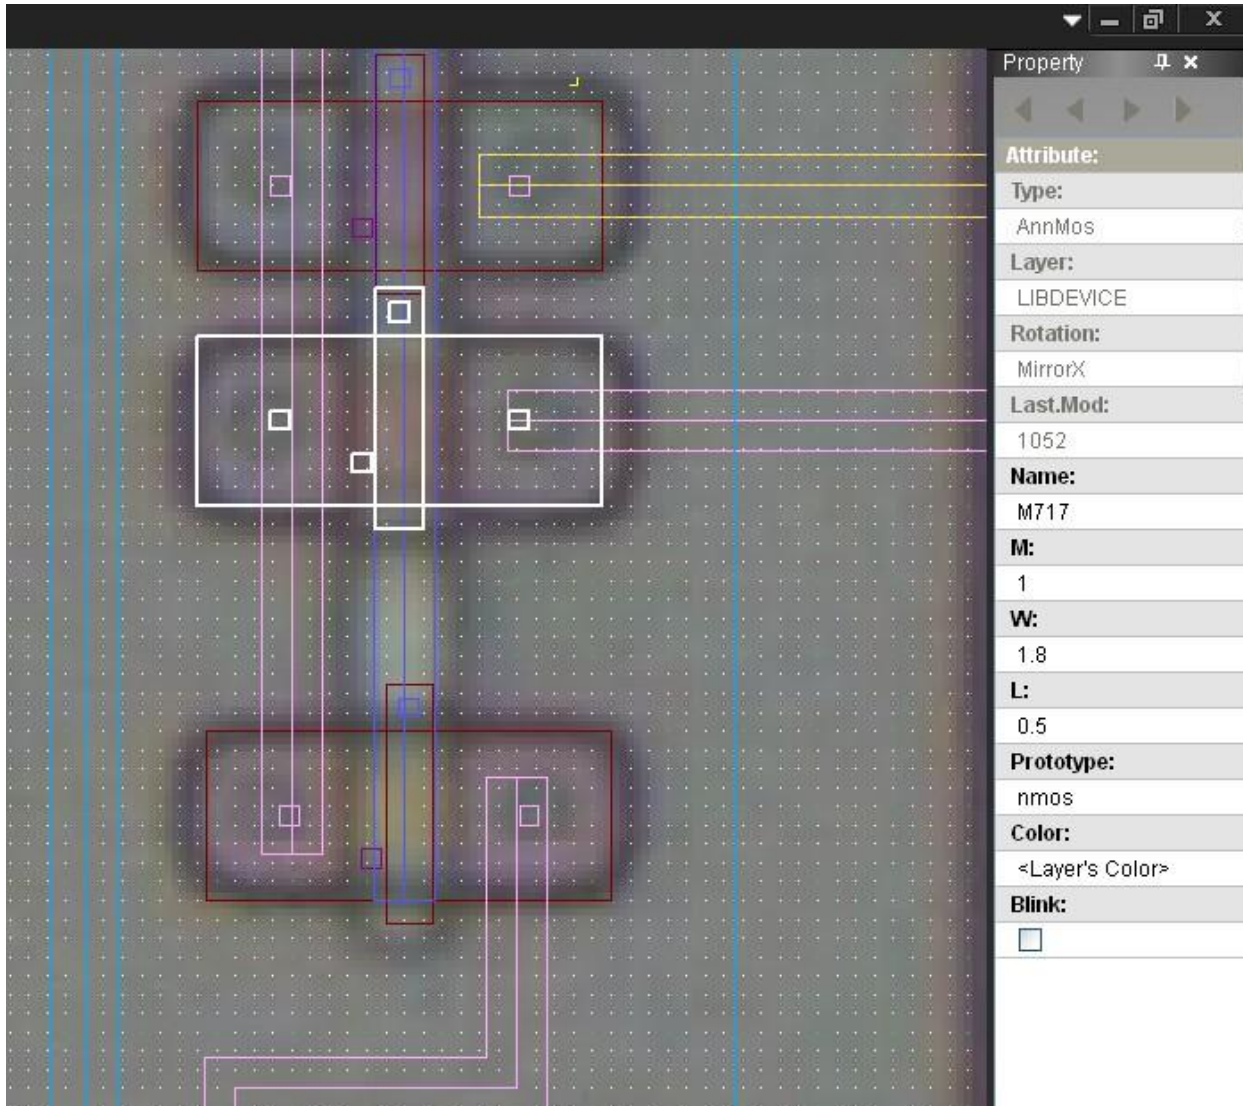 Property
Attribute:
Type:
AnnMos
Layer:
LIBDEVICE
Rotation:
MirrorX
Last.Mod:
1052
Name:
M717
M:
1
W:
1.8
L:
0.5
Prototype:
nmos
Color:
<Layer's Color>
Blink: